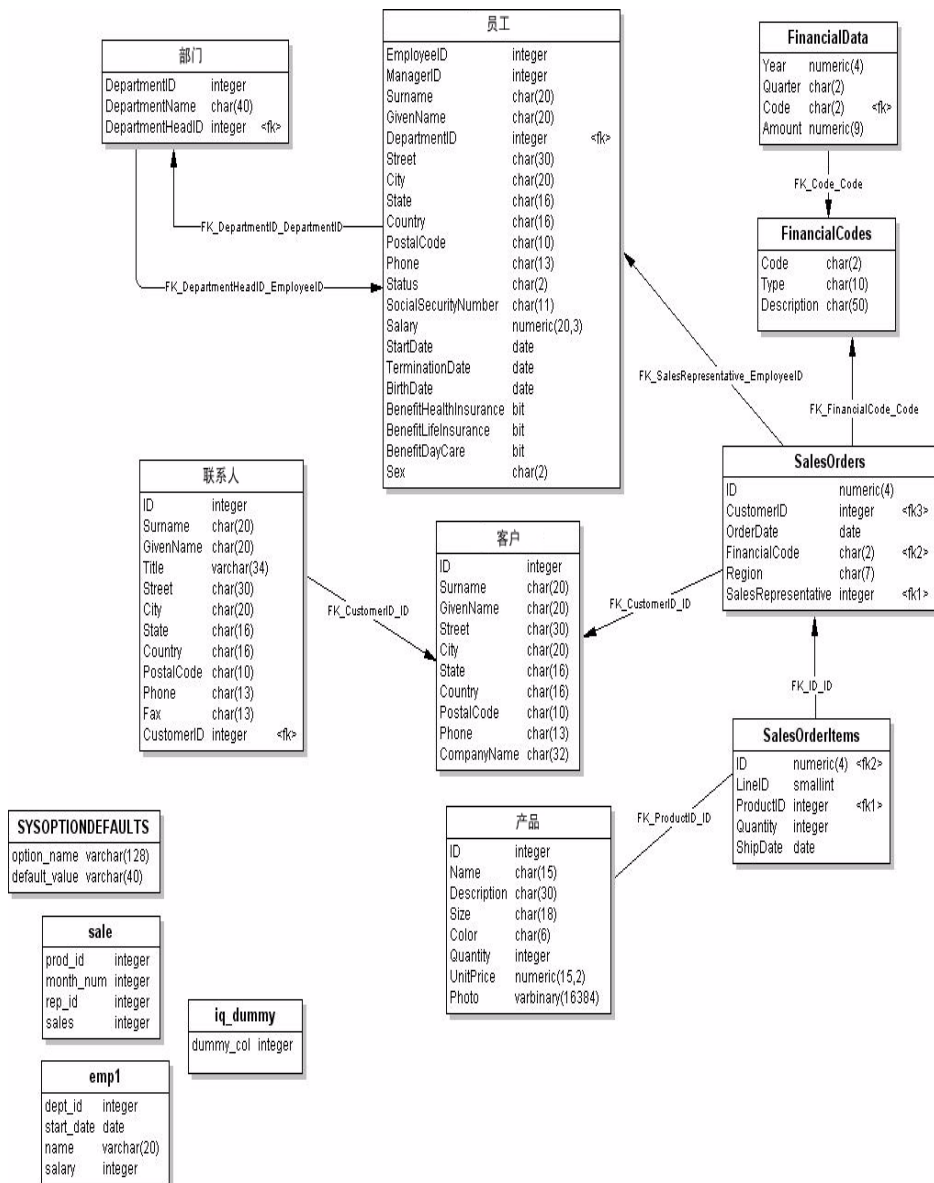 部门
DepartmentID integer
DepartmentName char(40)
DepartmentHeadID integer <fk>
员工
EmployeeID integer
ManagerID integer
Surname char(20)
GivenName char(20)
DepartmentID integer <fk>
Street char(30)
City char(20)
State char(16)
Country char(16)
PostalCode char(10)
Phone char(13)
Status char(2)
SocialSecurityNumber char(11)
Salary numeric(20,3)
StartDate date
TerminationDate date
BirthDate date
BenefitHealthInsurance bit
BenefitLifeInsurance bit
BenefitDayCare bit
Sex char(2)
FinancialData
Year numeric(4)
Quarter char(2)
Code char(2) <fk>
Amount numeric(9)
FK_Code_Code
FinancialCodes
Code char(2)
Type char(10)
Description char(50)
FK_DepartmentID_DepartmentID
FK_DepartmentHeadID_EmployeeID
FK_SalesRepresentative_EmployeeID
FK_FinancialCode_Code
联系人
ID integer
Surname char(20)
GivenName char(20)
Title varchar(34)
Street char(30)
City char(20)
State char(16)
Country char(16)
PostalCode char(10)
Phone char(13)
Fax char(13)
CustomerID integer <fk>
FK_CustomerID_ID
客户
ID integer
Surname char(20)
GivenName char(20)
Street char(30)
City char(20)
State char(16)
Country char(16)
PostalCode char(10)
Phone char(13)
CompanyName char(32)
FK_CustomerID_ID
SalesOrders
ID numeric(4)
CustomerID integer <fk3>
OrderDate date
FinancialCode char(2) <fk2>
Region char(7)
SalesRepresentative integer <fk1>
FK_ID_ID
SalesOrderItems
ID numeric(4) <fk2>
LineID smallint
ProductID integer <fk1>
Quantity integer
ShipDate date
FK_ProductID_ID
产品
ID integer
Name char(15)
Description char(30)
Size char(18)
Color char(6)
Quantity integer
UnitPrice numeric(15,2)
Photo varbinary(16384)
SYSOPTIONDEFAULTS
option_name varchar(128)
default_value varchar(40)
sale
prod_id integer
month_num integer
rep_id integer
sales integer
iq_dummy
dummy_col integer
emp1
dept_id integer
start_date date
name varchar(20)
salary integer